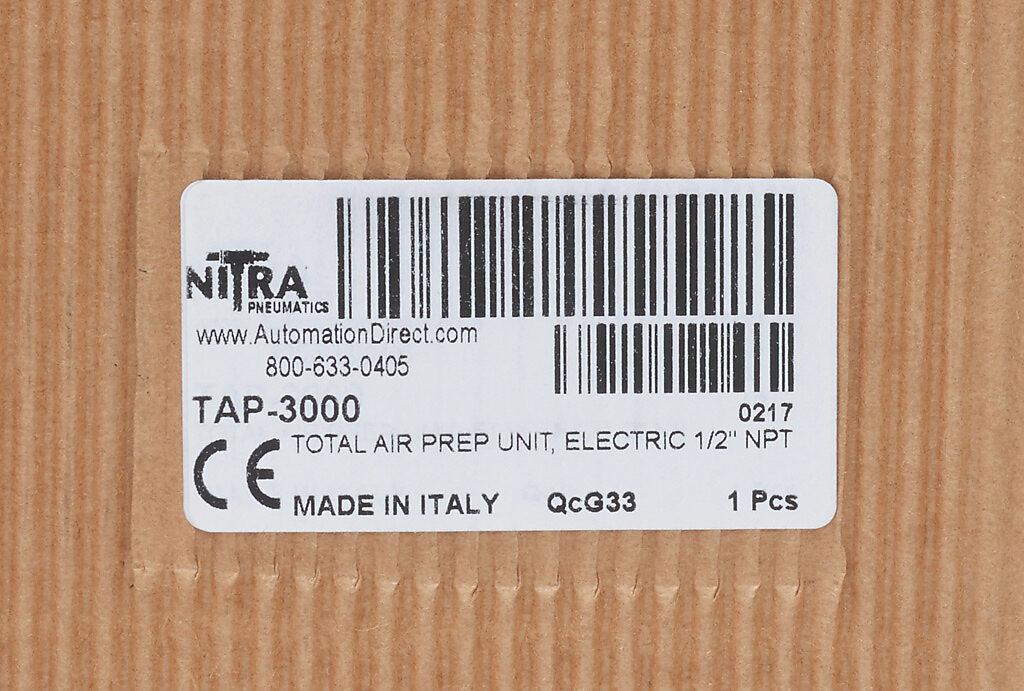 NITRA
PNEUMATICS
www.AutomationDirect.com
800-633-0405
TAP-3000
0217
TOTAL AIR PREP UNIT, ELECTRIC 1/2" NPT
CE
MADE IN ITALY QcG33 1 Pcs